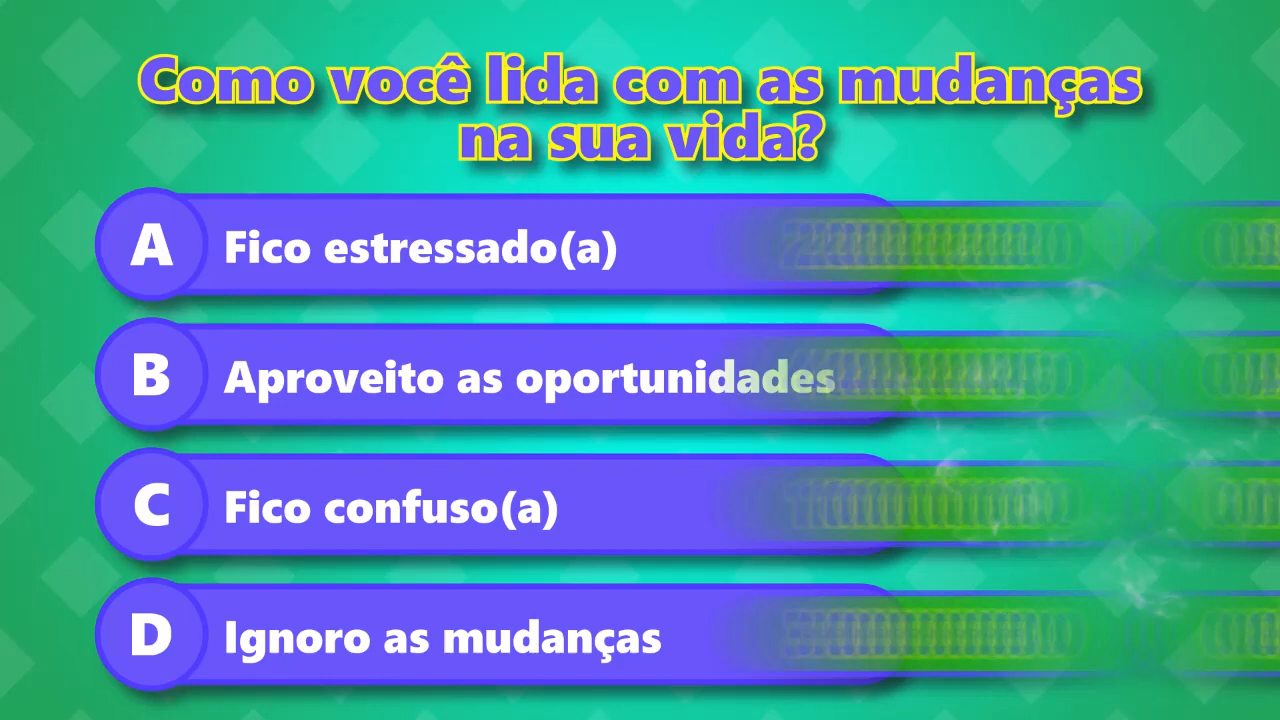 Como você lida com as mudanças
na sua vida?
A Fico estressado(a)
B Aproveito as oportunidades
C Fico confuso(a)
D Ignoro as mudanças